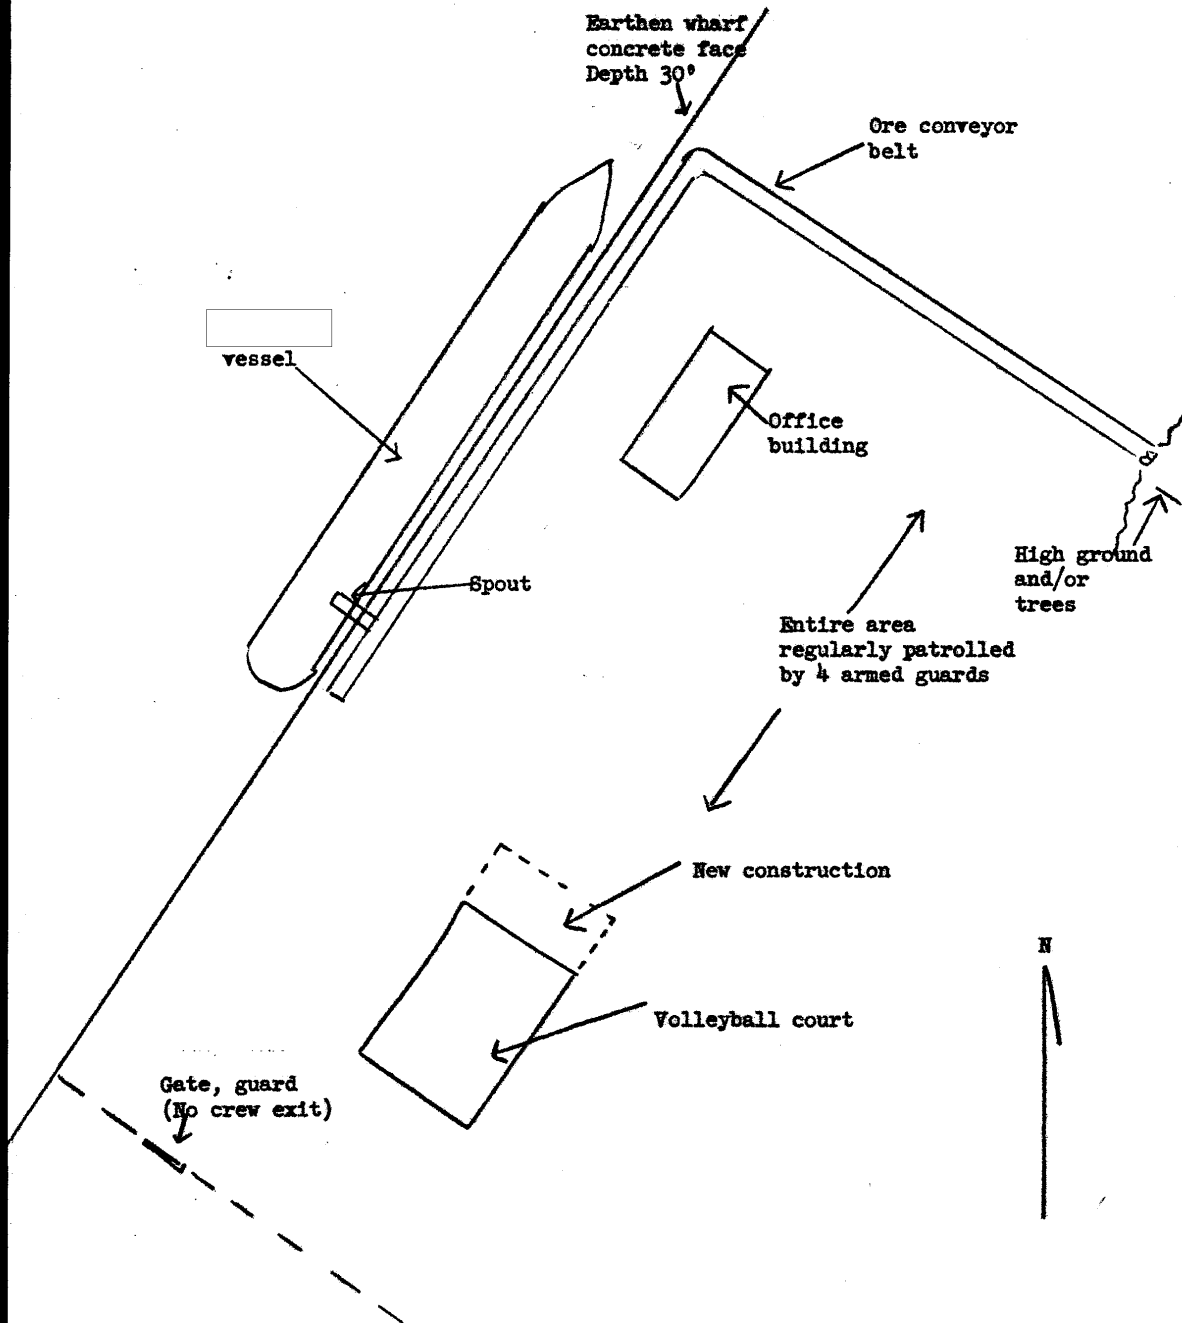 Earthen wharf
concrete face
Depth 30'
Ore conveyor
belt
vessel
Office
building
High ground
and/or
trees
Spout
Entire area
regularly patrolled
by 4 armed guards
New construction
N
Volleyball court
Gate, guard
(No crew exit)